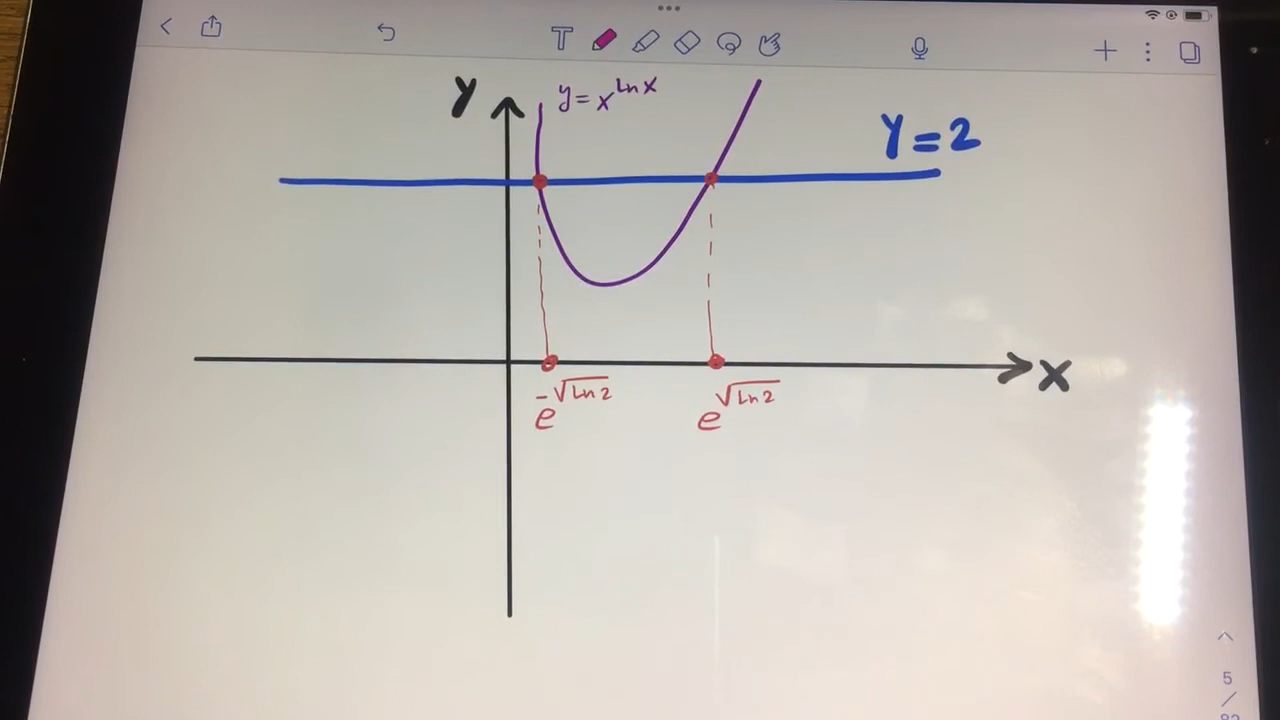 y
y=x^ln x
Y=2
x
e^-√Ln2
e^√Ln2
T
5
/